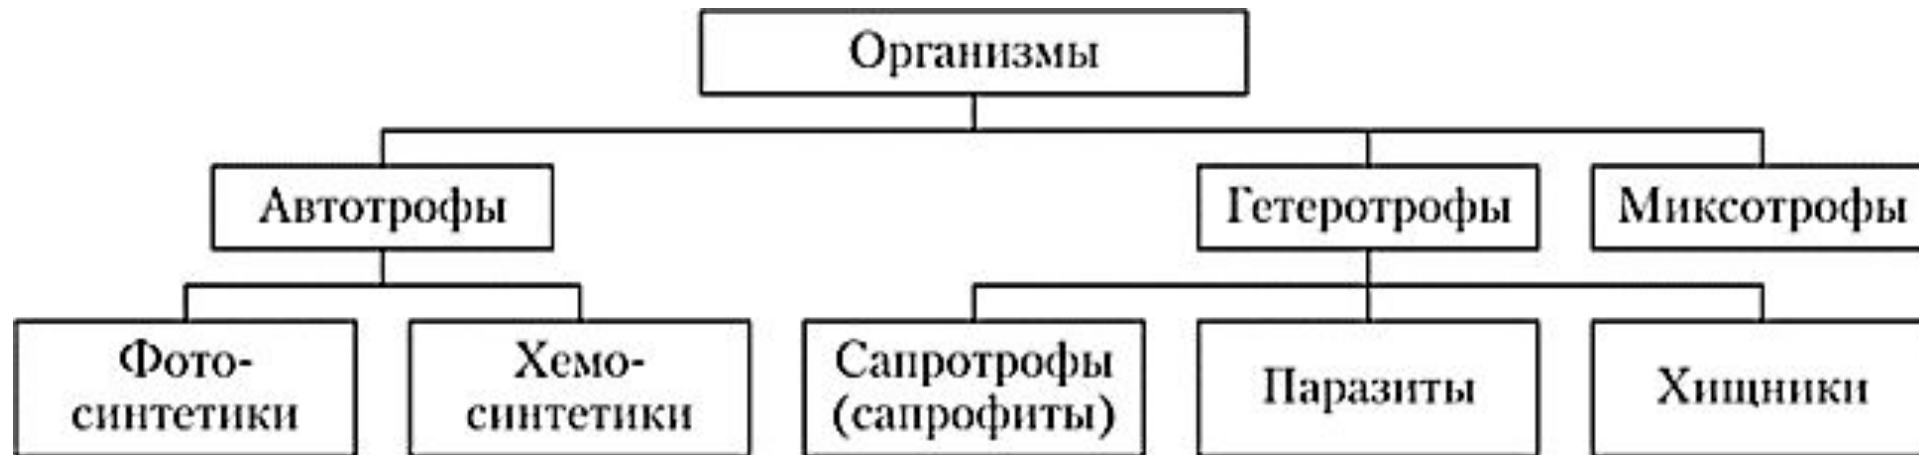 Организмы
Автотрофы
Гетеротрофы
Миксотрофы
Фото-
синтетики
Хемо-
синтетики
Сапротрофы
(сапрофиты)
Паразиты
Хищники